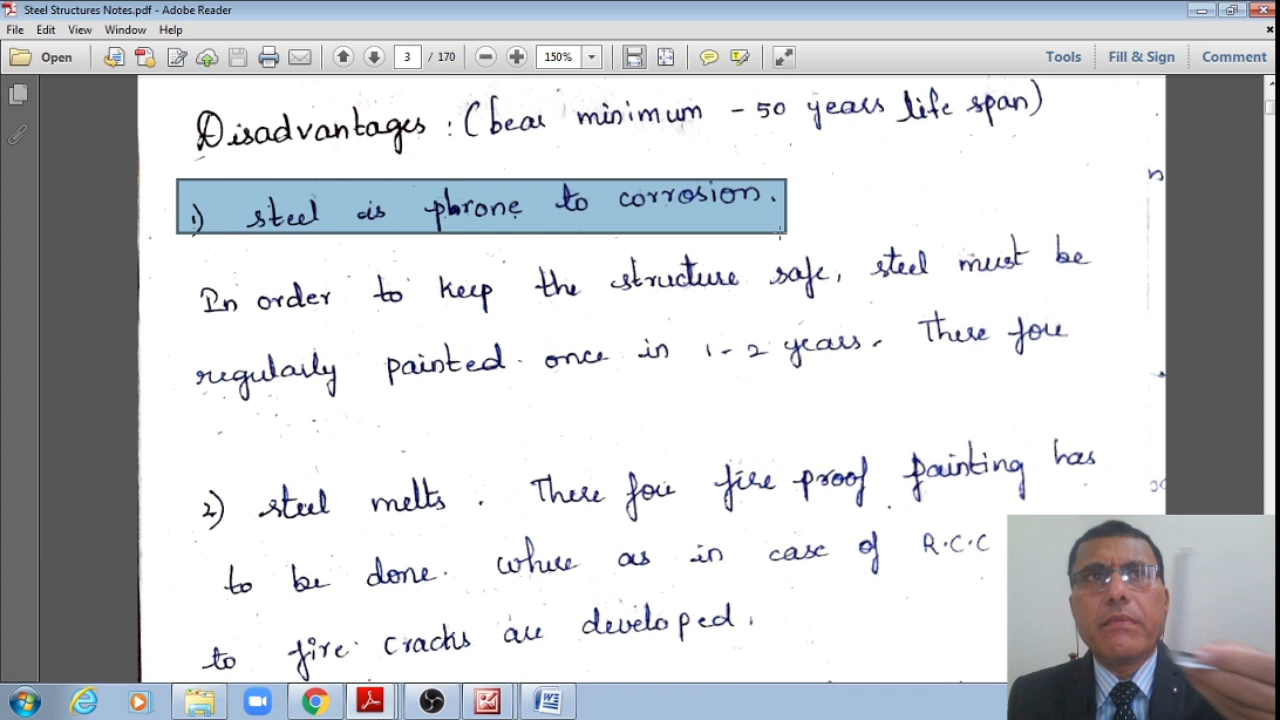 Steel Structures Notes.pdf - Adobe Reader
File Edit View Window Help
Open 3 / 170 150% Tools Fill & Sign Comment
Disadvantages : (bear minimum - 50 years life span)
1) steel is phrone to corrosion.
In order to keep the structure safe, steel must be
regularly painted. once in 1-2 years. There fore
2) steel melts. There fore fire proof painting has
to be done. where as in case of R.C.C
to fire. cracks are developed.